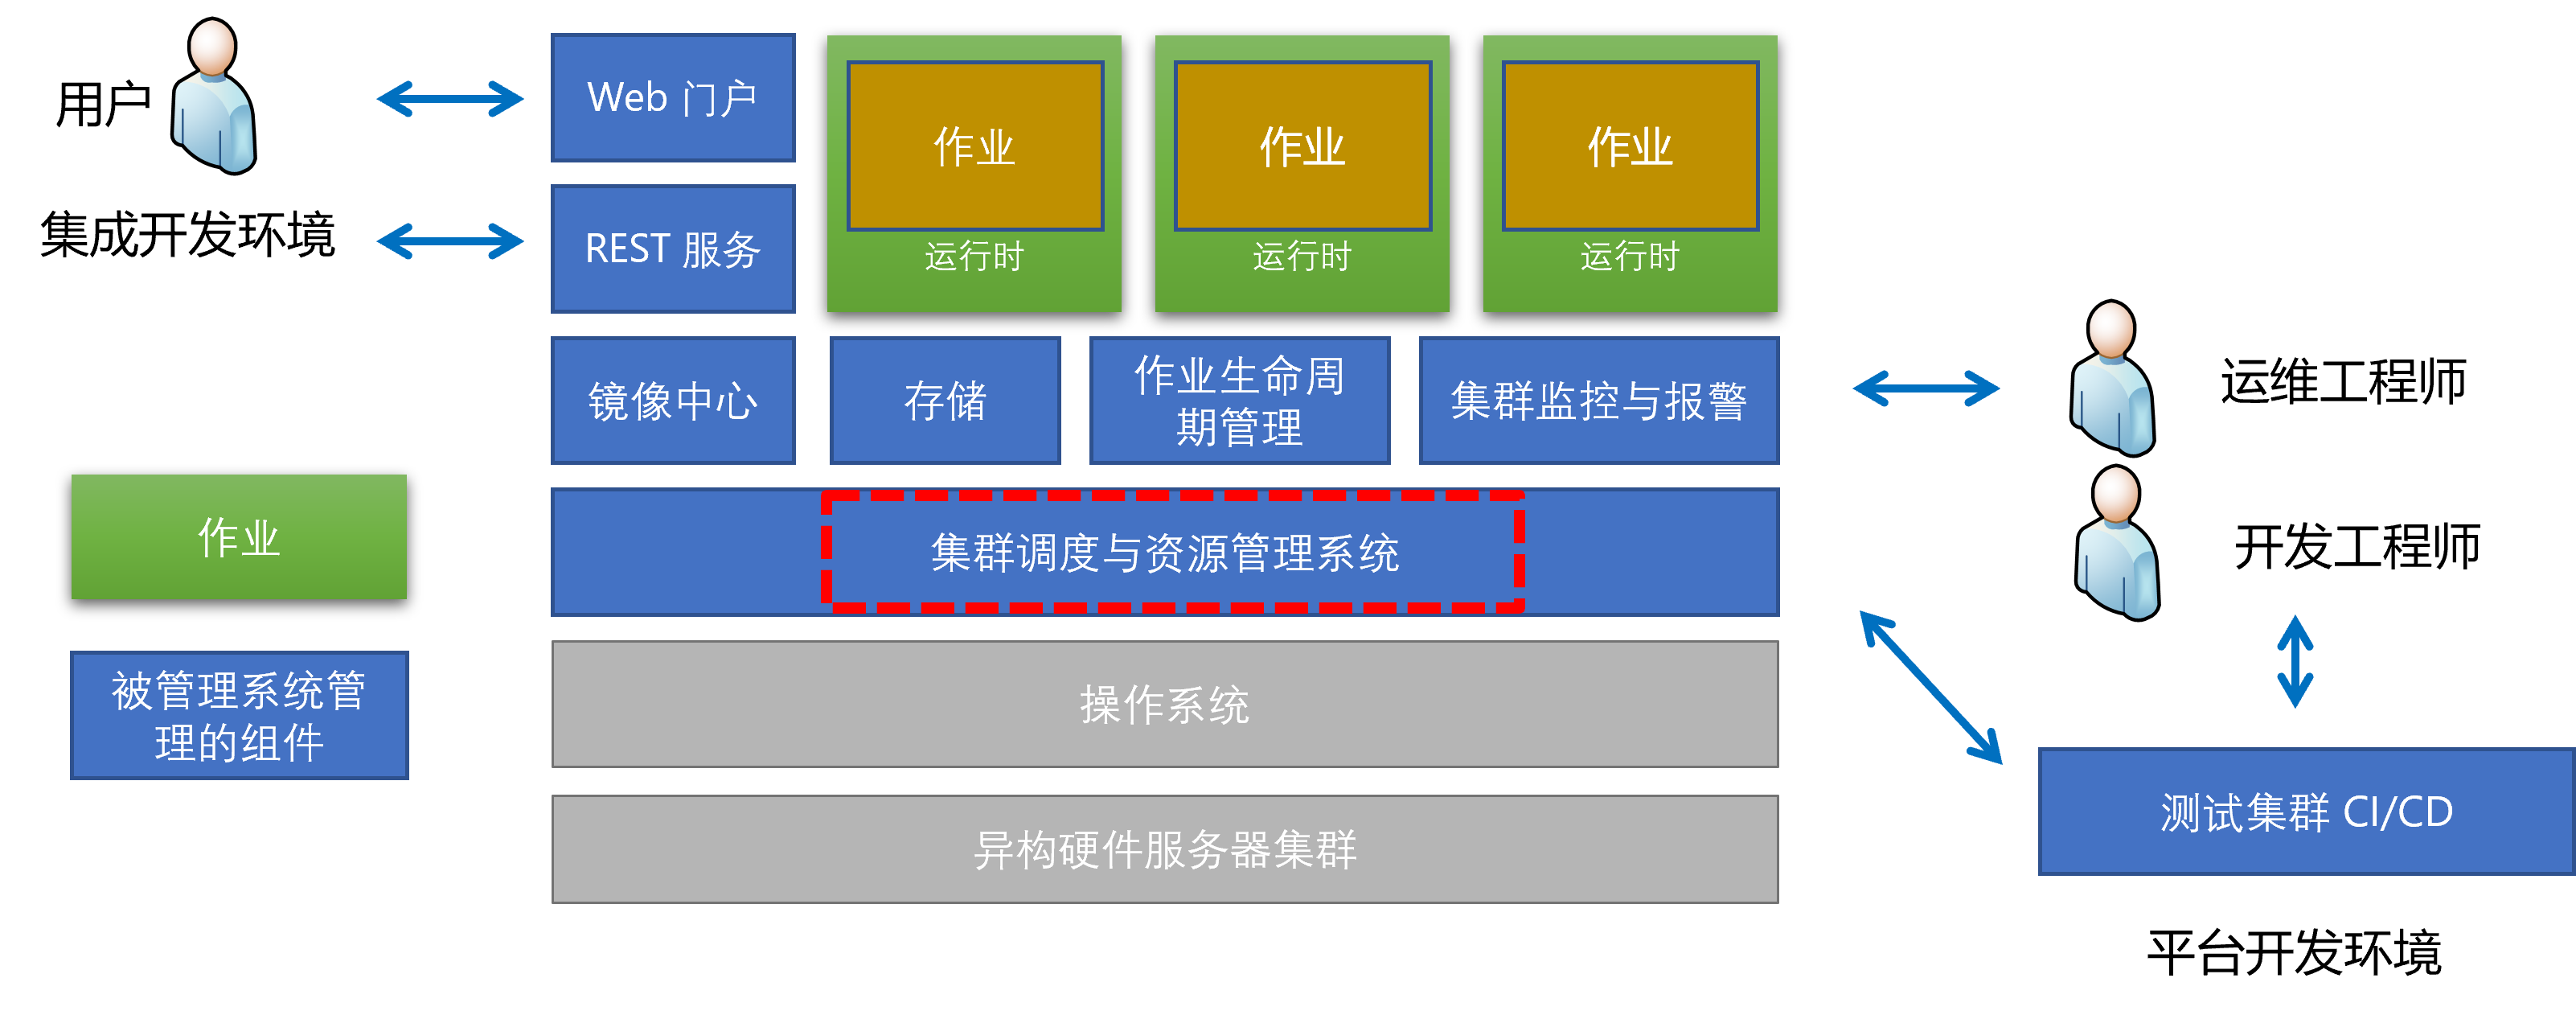 用户
集成开发环境
Web 门户
REST 服务
作业
运行时
作业
运行时
作业
运行时
镜像中心
存储
作业生命周
期管理
集群监控与报警
集群调度与资源管理系统
操作系统
异构硬件服务器集群
作业
被管理系统管
理的组件
运维工程师
开发工程师
测试集群 CI/CD
平台开发环境